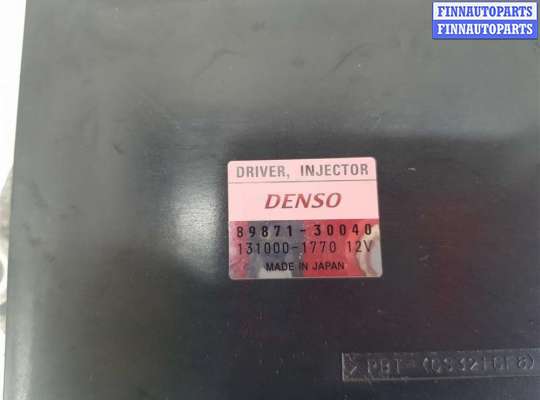 FINNAUTOPARTS
FINNAUTOPARTS
DRIVER, INJECTOR
DENSO
89871-30040
131000-1770 12V
MADE IN JAPAN